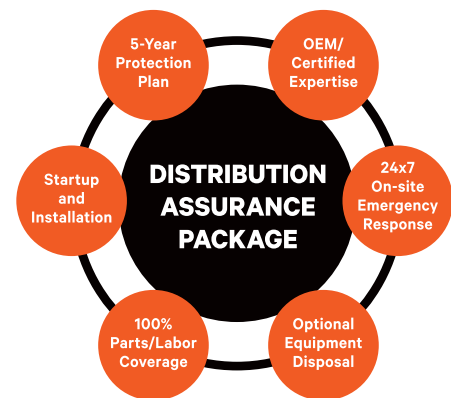 5-Year
Protection
Plan
OEM/
Certified
Expertise
Startup
and
Installation
DISTRIBUTION
ASSURANCE
PACKAGE
24x7
On-site
Emergency
Response
100%
Parts/Labor
Coverage
Optional
Equipment
Disposal